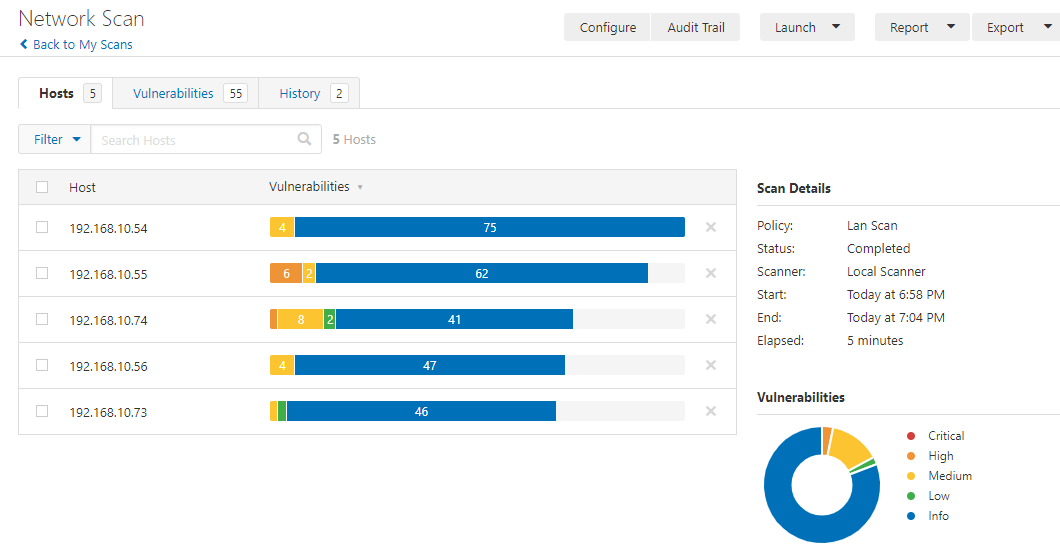 Network Scan
Back to My Scans
Configure Audit Trail Launch Report Export
Hosts 5 Vulnerabilities 55 History 2
Filter Search Hosts 5 Hosts
Host Vulnerabilities
192.168.10.54 4 75
192.168.10.55 6 2 62
192.168.10.74 8 2 41
192.168.10.56 4 47
192.168.10.73 46
Scan Details
Policy: Lan Scan
Status: Completed
Scanner: Local Scanner
Start: Today at 6:58 PM
End: Today at 7:04 PM
Elapsed: 5 minutes
Vulnerabilities
Critical
High
Medium
Low
Info